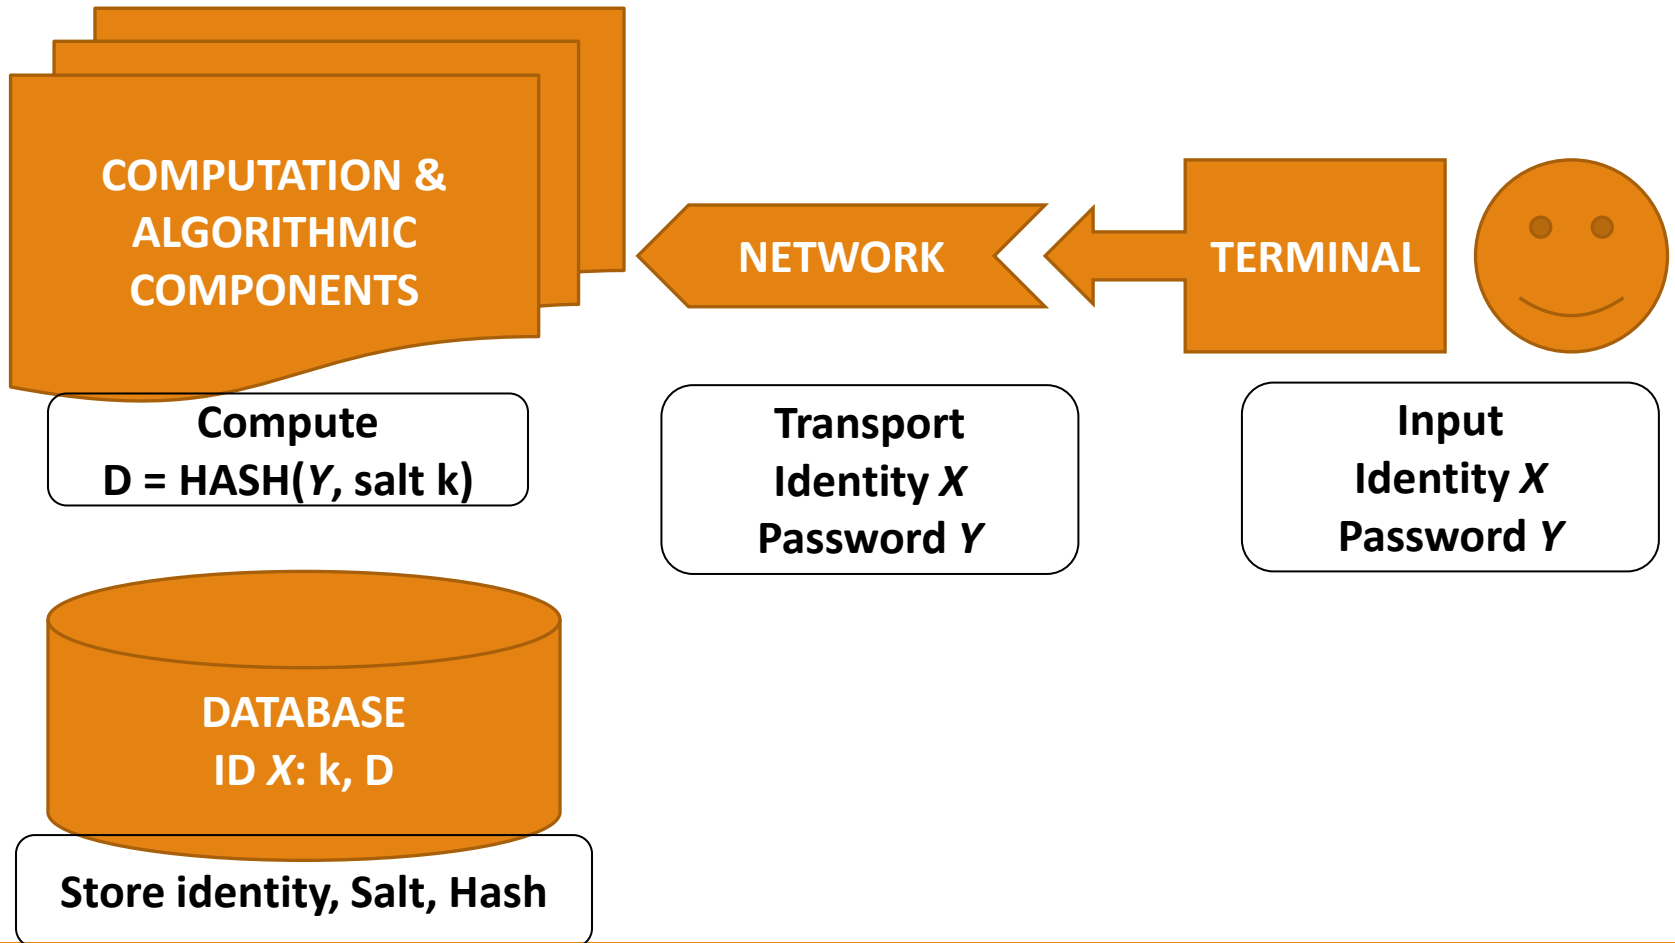 COMPUTATION &
ALGORITHMIC
COMPONENTS
NETWORK
TERMINAL
Compute
D = HASH(Y, salt k)
Transport
Identity X
Password Y
Input
Identity X
Password Y
DATABASE
ID X: k, D
Store identity, Salt, Hash